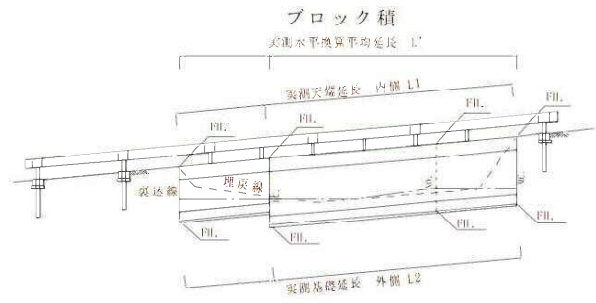 ブロック積
実測水平換算平均延長 L'
実測天端延長 内側 L1
FH.
FH.
FH.
FH.
裏込線
埋戻線
FH.
FH.
FH.
FH.
実測基礎延長 外側 L2